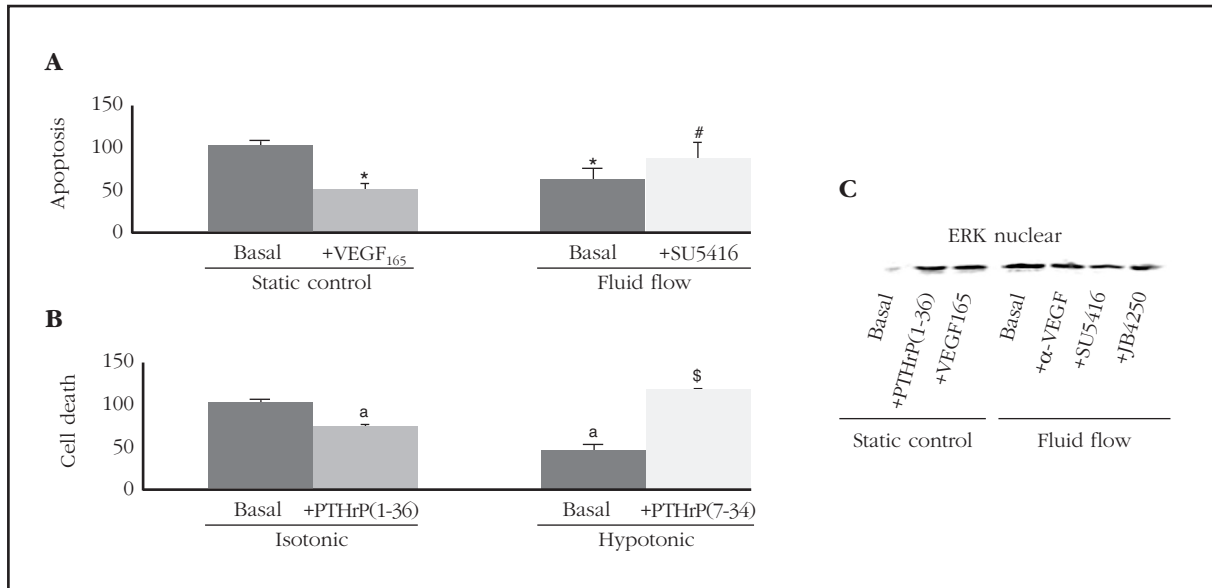 A
150
100
50
0
Apoptosis
*
*
#
Basal +VEGF₁₆₅ Basal +SU5416
Static control Fluid flow
B
150
100
50
0
Cell death
a
a
$
Basal +PTHrP(1-36) Basal +PTHrP(7-34)
Isotonic Hypotonic
C
ERK nuclear
Basal
+PTHrP(1-36)
+VEGF165
Basal
+α-VEGF
+SU5416
+JB4250
Static control Fluid flow